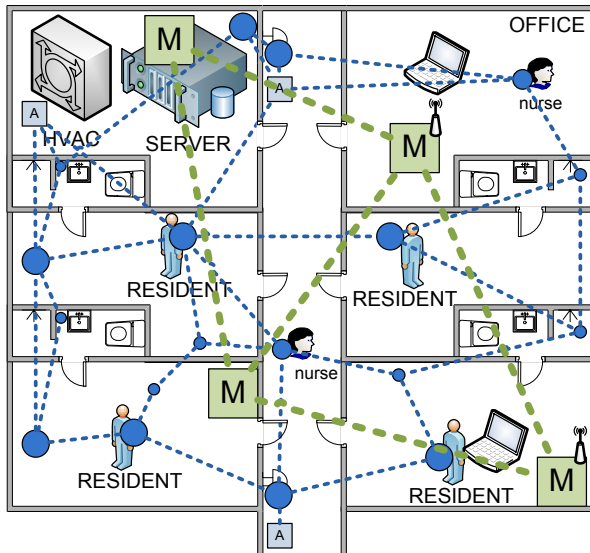 OFFICE
M
A
nurse
A
HVAC
SERVER
M
RESIDENT
RESIDENT
nurse
M
RESIDENT
RESIDENT
M
A